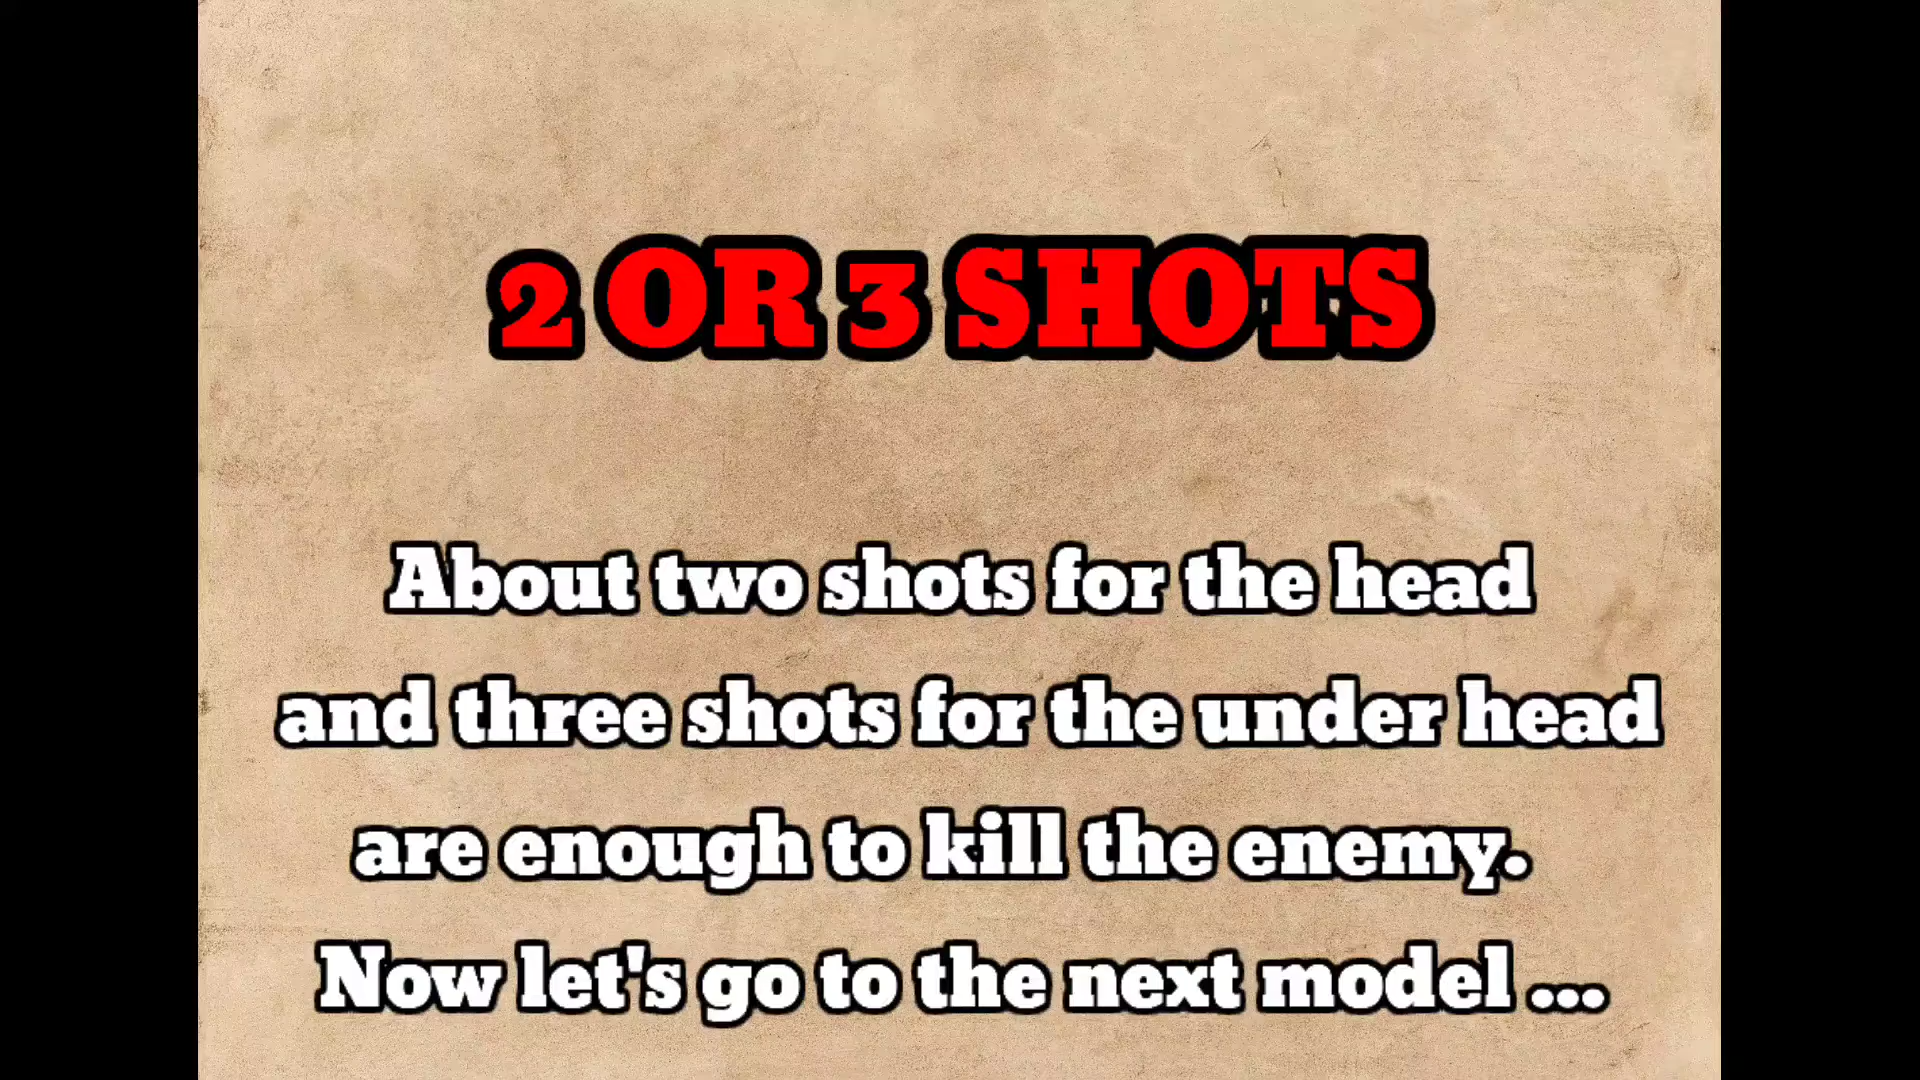 2 OR 3 SHOTS
About two shots for the head
and three shots for the under head
are enough to kill the enemy.
Now let's go to the next model ...